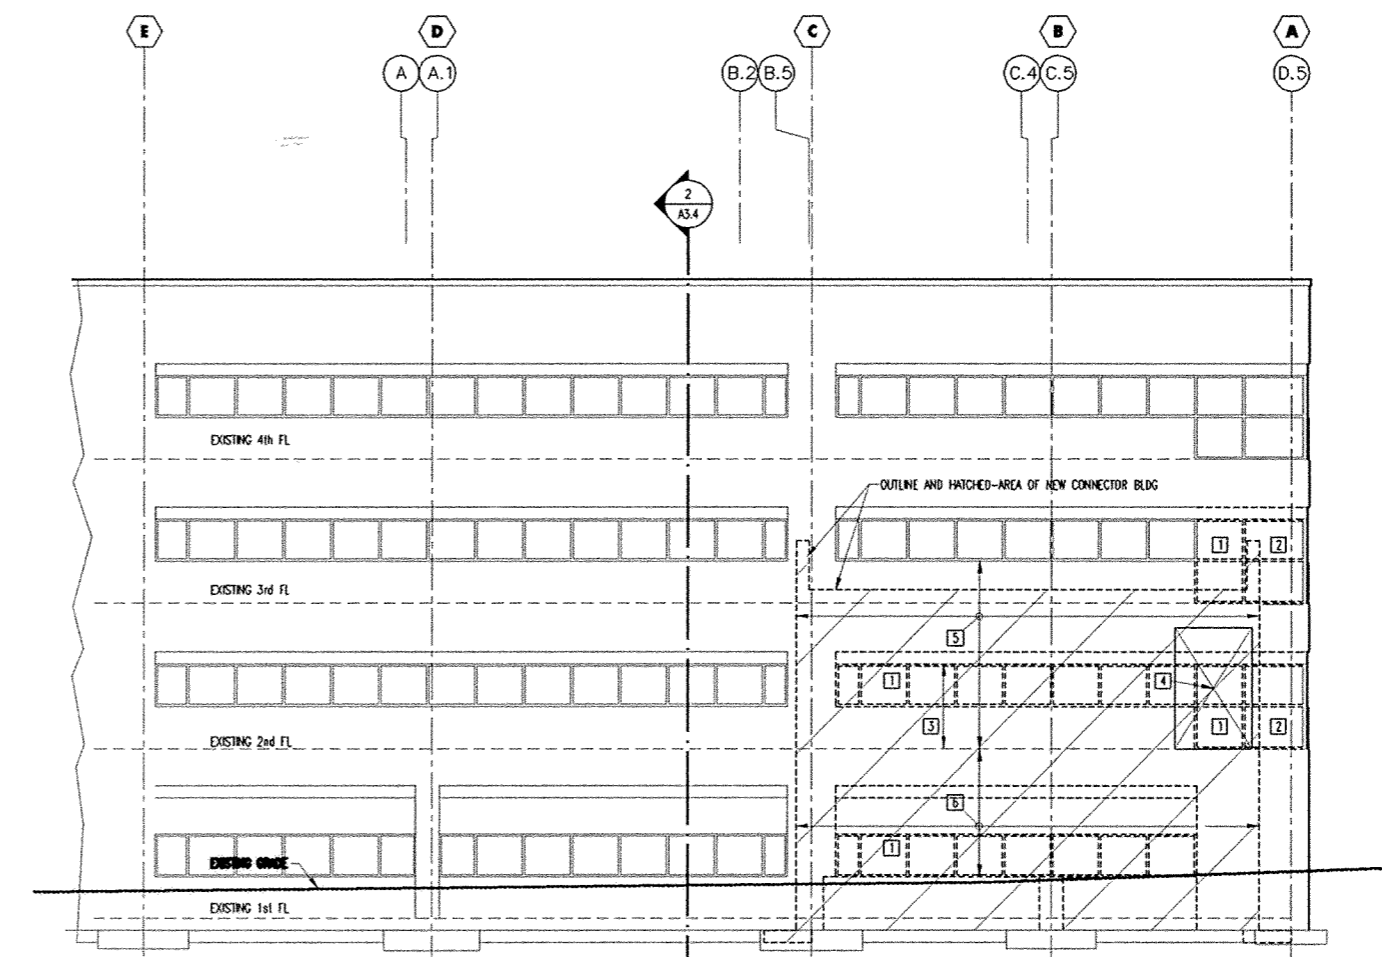 E
D
C
B
A
A
A.1
B.2
B.5
C.4
C.5
D.5
2
A3.4
EXISTING 4th FL
OUTLINE AND HATCHED-AREA OF NEW CONNECTOR BLDG
1
2
EXISTING 3rd FL
5
1
4
3
1
2
EXISTING 2nd FL
6
1
EXISTING GRADE
EXISTING 1st FL